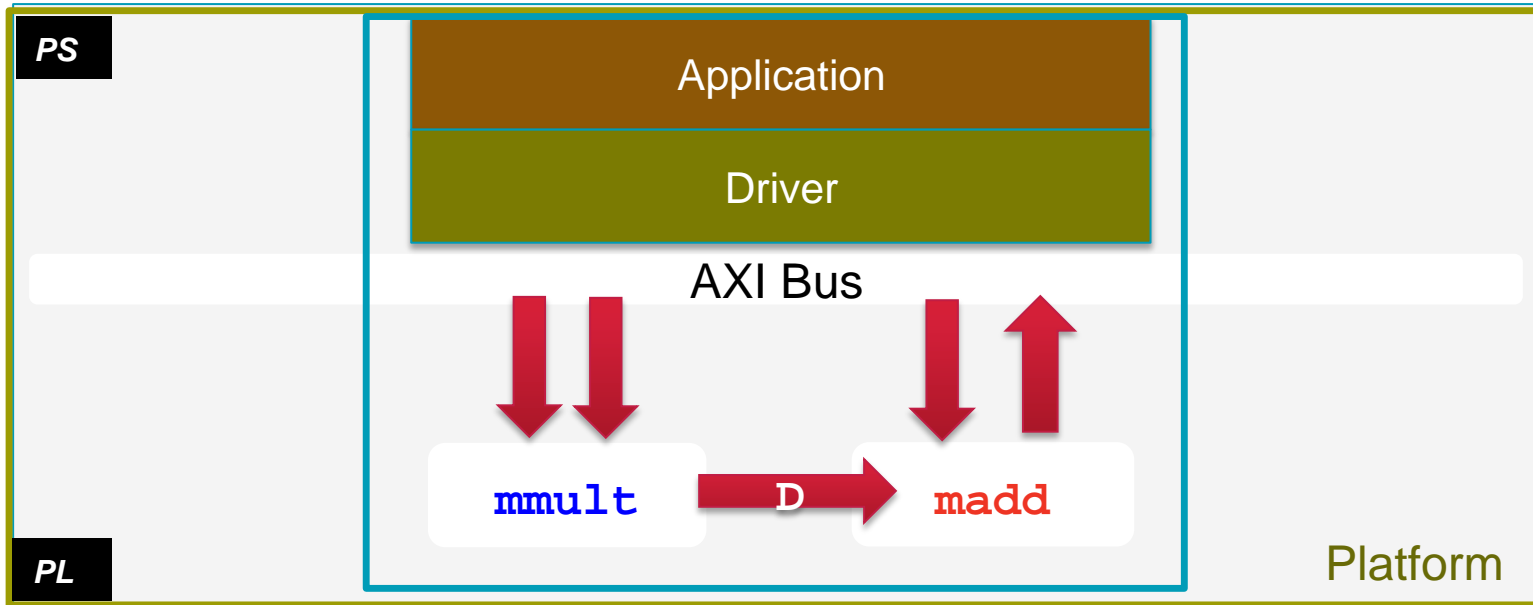 PS
Application
Driver
AXI Bus
mmult
D
madd
PL
Platform